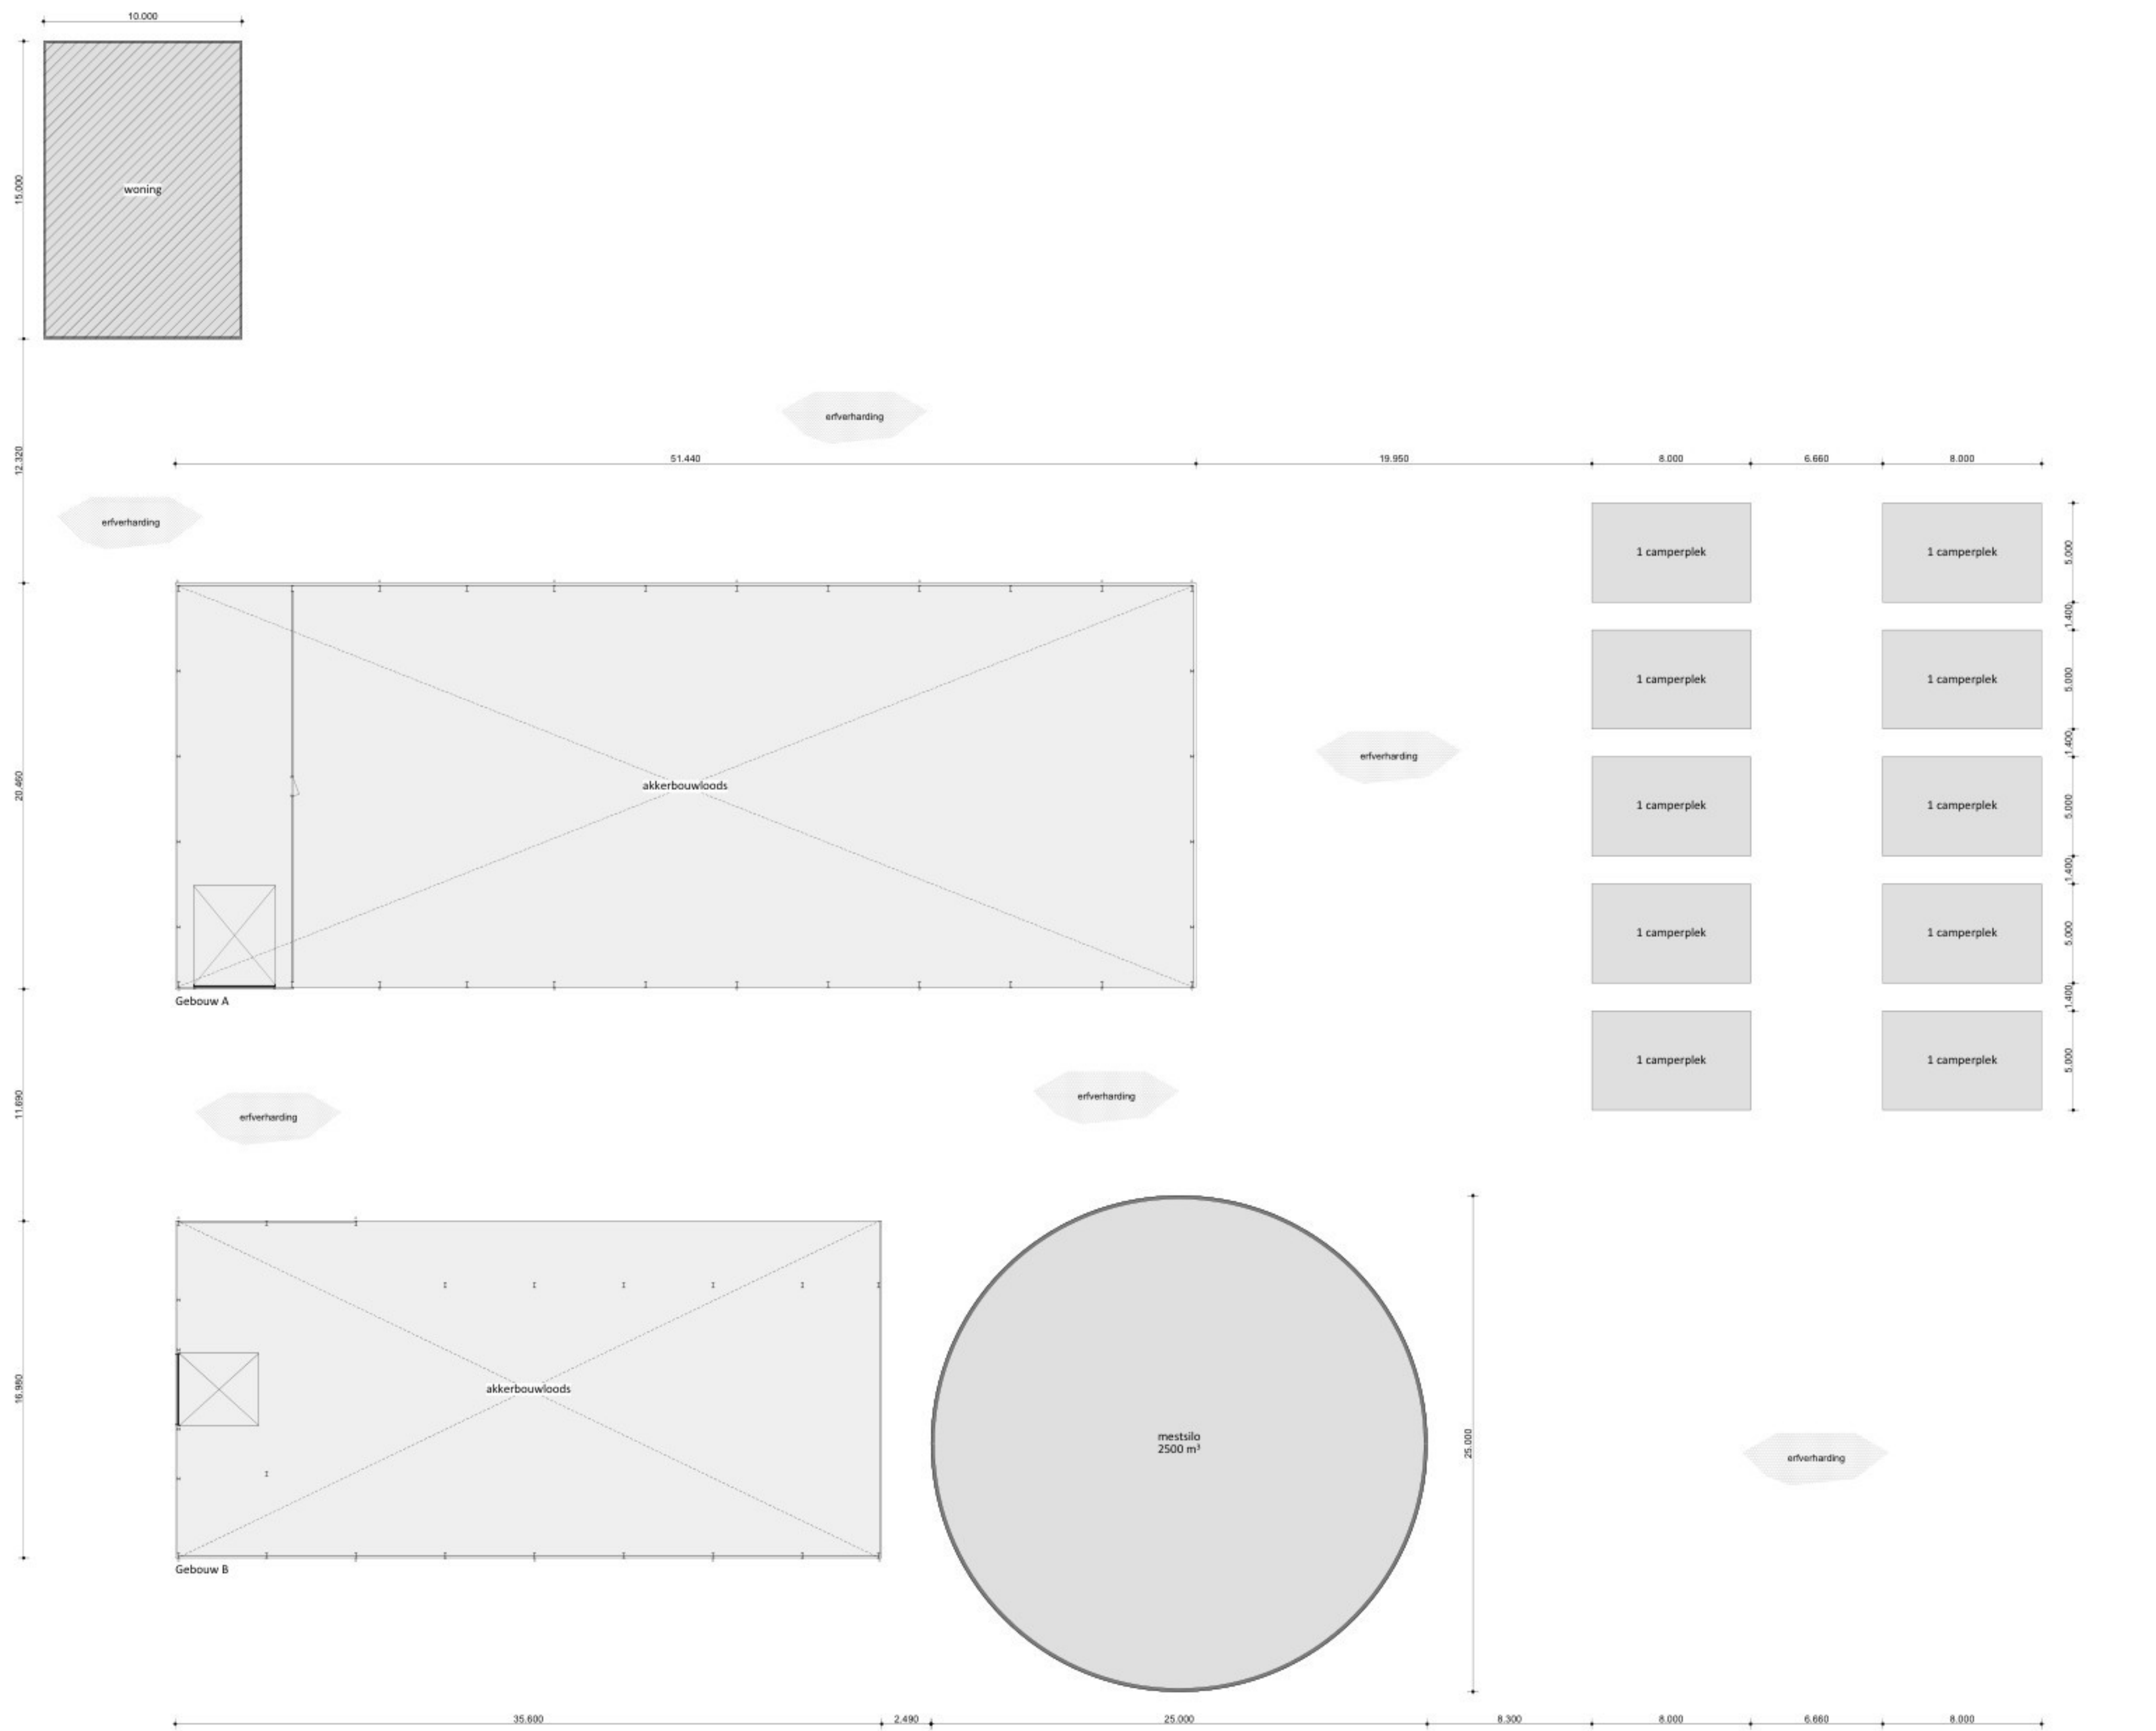 10.000
15.000
woning
erfverharding
12.320
51.440
19.950
8.000
6.660
8.000
erfverharding
1 camperplek
1 camperplek
5.000
1.400
1 camperplek
1 camperplek
5.000
1.400
erfverharding
20.460
akkerbouwloods
1 camperplek
1 camperplek
5.000
1.400
1 camperplek
1 camperplek
5.000
1.400
Gebouw A
1 camperplek
1 camperplek
5.000
11.690
erfverharding
erfverharding
16.980
akkerbouwloods
mestsilo
2500 m³
25.000
erfverharding
Gebouw B
35.600
2.490
25.000
8.300
8.000
6.660
8.000